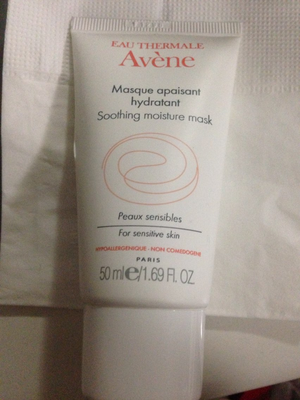 EAU THERMALE
Avène
Masque apaisant
hydratant
Soothing moisture mask
Peaux sensibles
For sensitive skin
HYPOALLERGÉNIQUE - NON COMÉDOGÈNE
PARIS
50 ml e/1.69 FL. OZ.